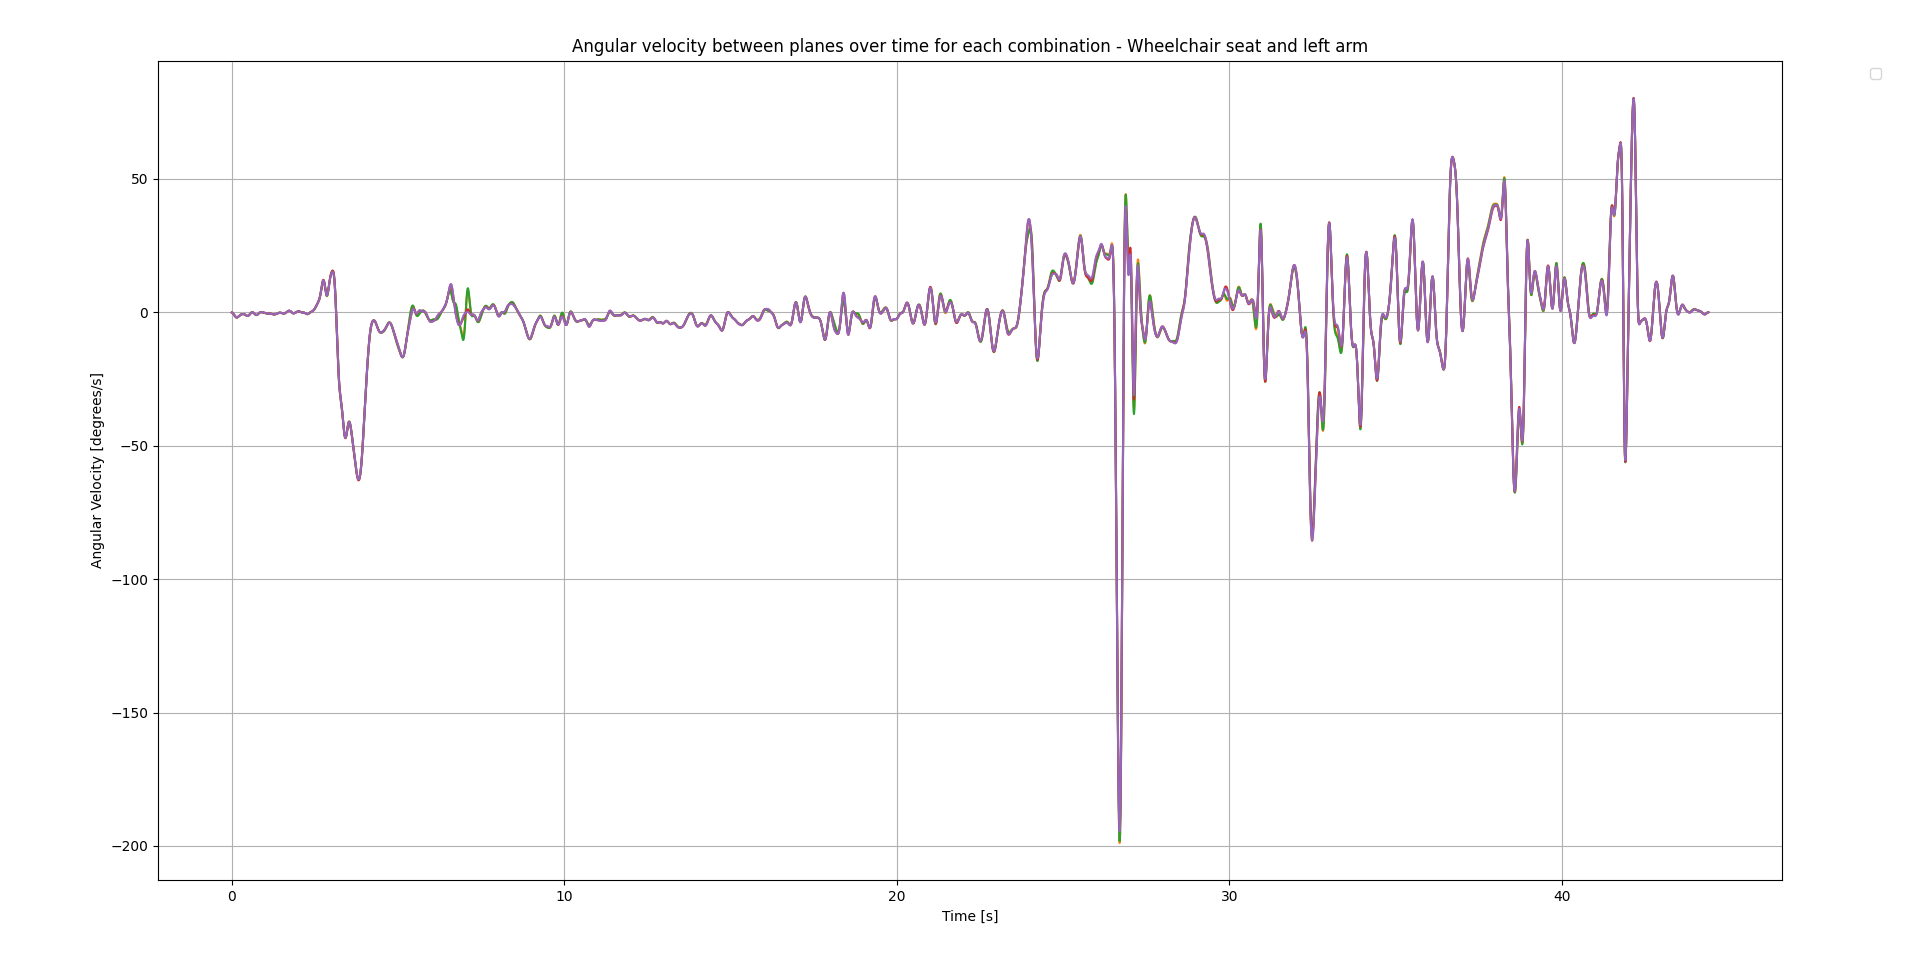 Angular velocity between planes over time for each combination - Wheelchair seat and left arm
Angular Velocity [degrees/s]
50
0
−50
−100
−150
−200
0 10 20 30 40
Time [s]